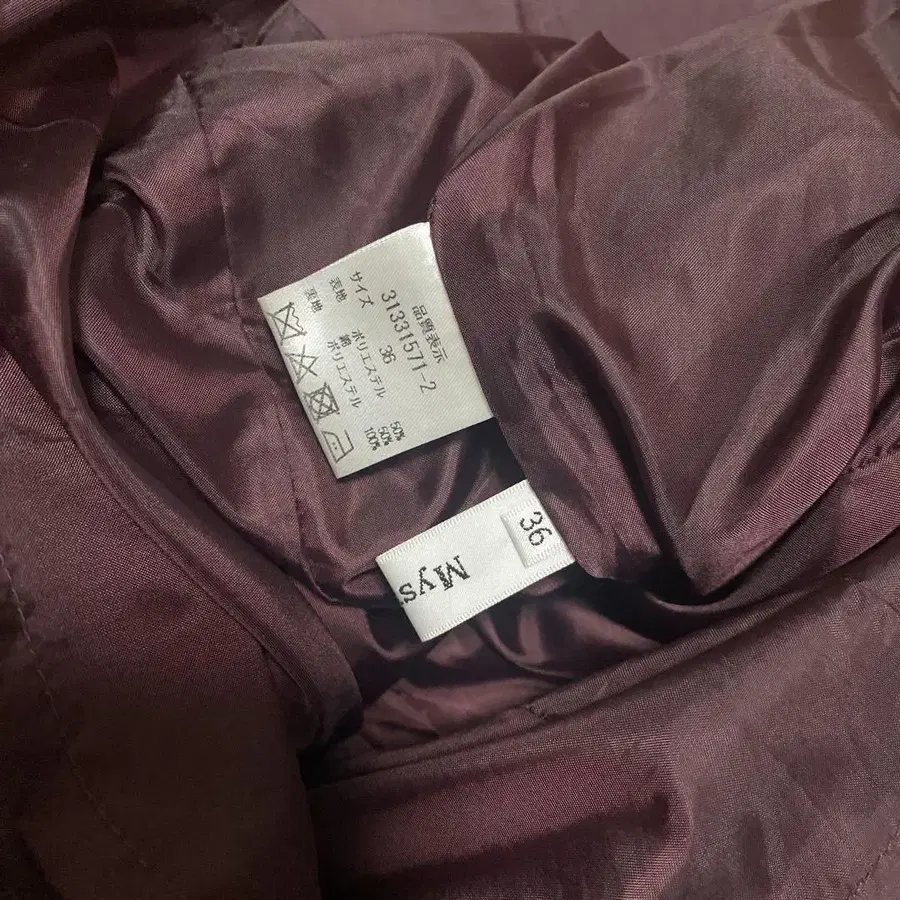 品質表示
31331571-2
サイズ 36
表地 ポリエステル 50%
綿 50%
裏地 ポリエステル 100%
36
Mys